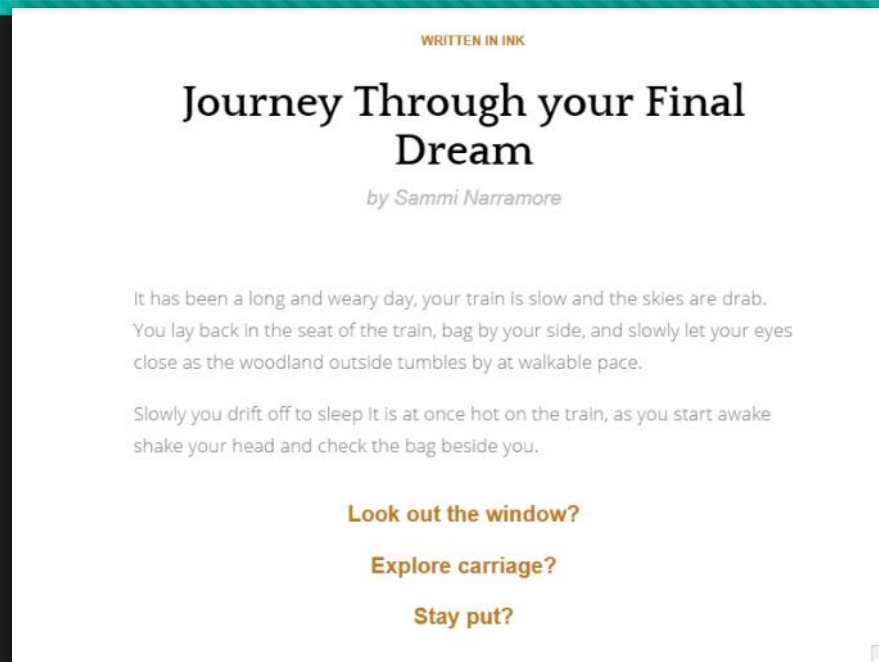 WRITTEN IN INK
Journey Through your Final
Dream
by Sammi Narramore
It has been a long and weary day, your train is slow and the skies are drab.
You lay back in the seat of the train, bag by your side, and slowly let your eyes
close as the woodland outside tumbles by at walkable pace.
Slowly you drift off to sleep It is at once hot on the train, as you start awake
shake your head and check the bag beside you.
Look out the window?
Explore carriage?
Stay put?